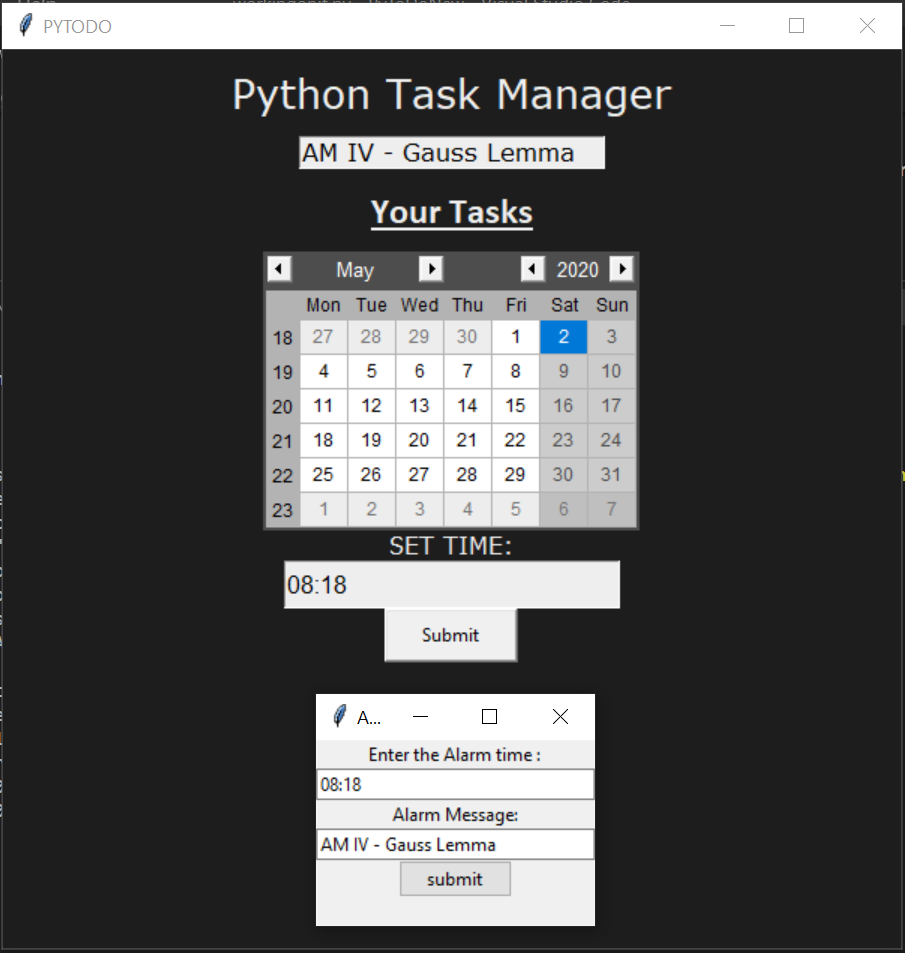 PYTODO
Python Task Manager
AM IV - Gauss Lemma
Your Tasks
May 2020
Mon Tue Wed Thu Fri Sat Sun
18 27 28 29 30 1 2 3
19 4 5 6 7 8 9 10
20 11 12 13 14 15 16 17
21 18 19 20 21 22 23 24
22 25 26 27 28 29 30 31
23 1 2 3 4 5 6 7
SET TIME:
08:18
Submit
A...
Enter the Alarm time :
08:18
Alarm Message:
AM IV - Gauss Lemma
submit